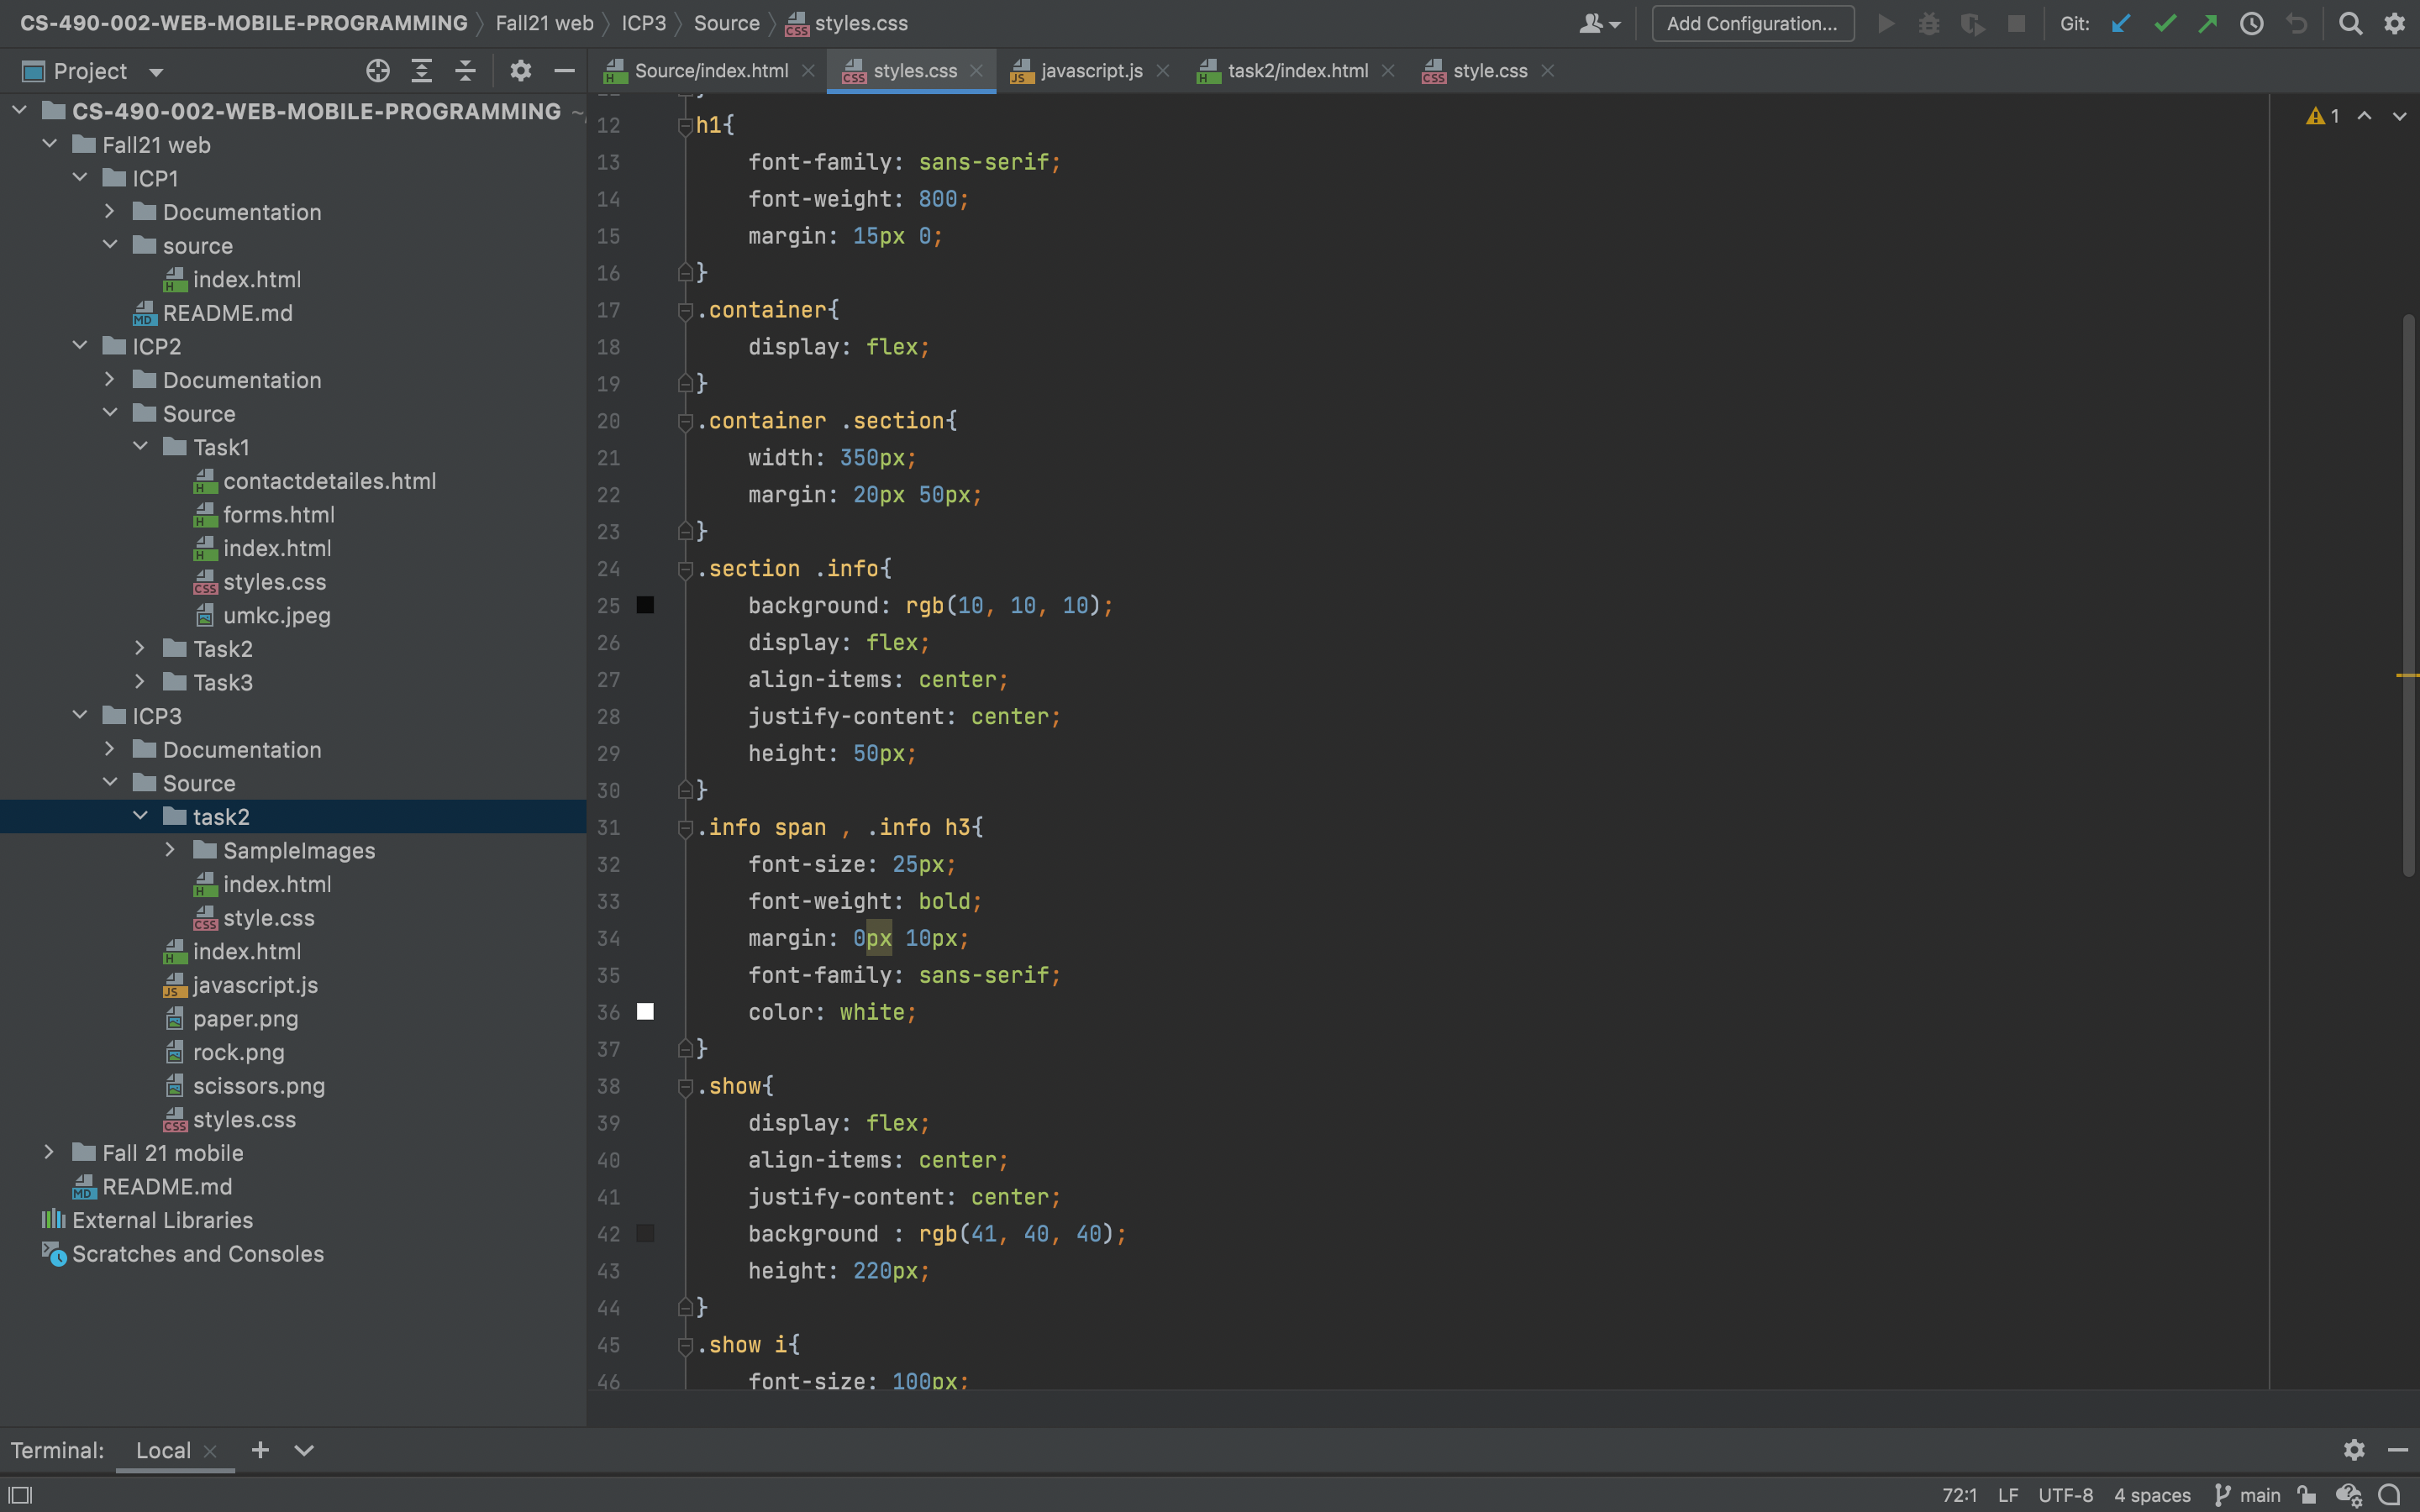 CS-490-002-WEB-MOBILE-PROGRAMMING Fall21 web ICP3 Source styles.css
Add Configuration...
Git:
Project
Source/index.html
styles.css
javascript.js
task2/index.html
style.css
CS-490-002-WEB-MOBILE-PROGRAMMING ~/
Fall21 web
ICP1
Documentation
source
index.html
README.md
ICP2
Documentation
Source
Task1
contactdetailes.html
forms.html
index.html
styles.css
umkc.jpeg
Task2
Task3
ICP3
Documentation
Source
task2
SampleImages
index.html
style.css
index.html
javascript.js
paper.png
rock.png
scissors.png
styles.css
Fall 21 mobile
README.md
External Libraries
Scratches and Consoles
12 h1{
13 font-family: sans-serif;
14 font-weight: 800;
15 margin: 15px 0;
16 }
17 .container{
18 display: flex;
19 }
20 .container .section{
21 width: 350px;
22 margin: 20px 50px;
23 }
24 .section .info{
25 background: rgb(10, 10, 10);
26 display: flex;
27 align-items: center;
28 justify-content: center;
29 height: 50px;
30 }
31 .info span , .info h3{
32 font-size: 25px;
33 font-weight: bold;
34 margin: 0px 10px;
35 font-family: sans-serif;
36 color: white;
37 }
38 .show{
39 display: flex;
40 align-items: center;
41 justify-content: center;
42 background : rgb(41, 40, 40);
43 height: 220px;
44 }
45 .show i{
46 font-size: 100px;
1
Terminal: Local
72:1 LF UTF-8 4 spaces main